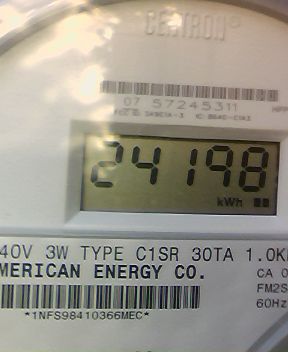 CENTRON®
07 57245311
24198
kWh
40V 3W TYPE C1SR 30TA 1.0K
MERICAN ENERGY CO.
CA 0
FM2S
60Hz
*1NFS98410366MEC*